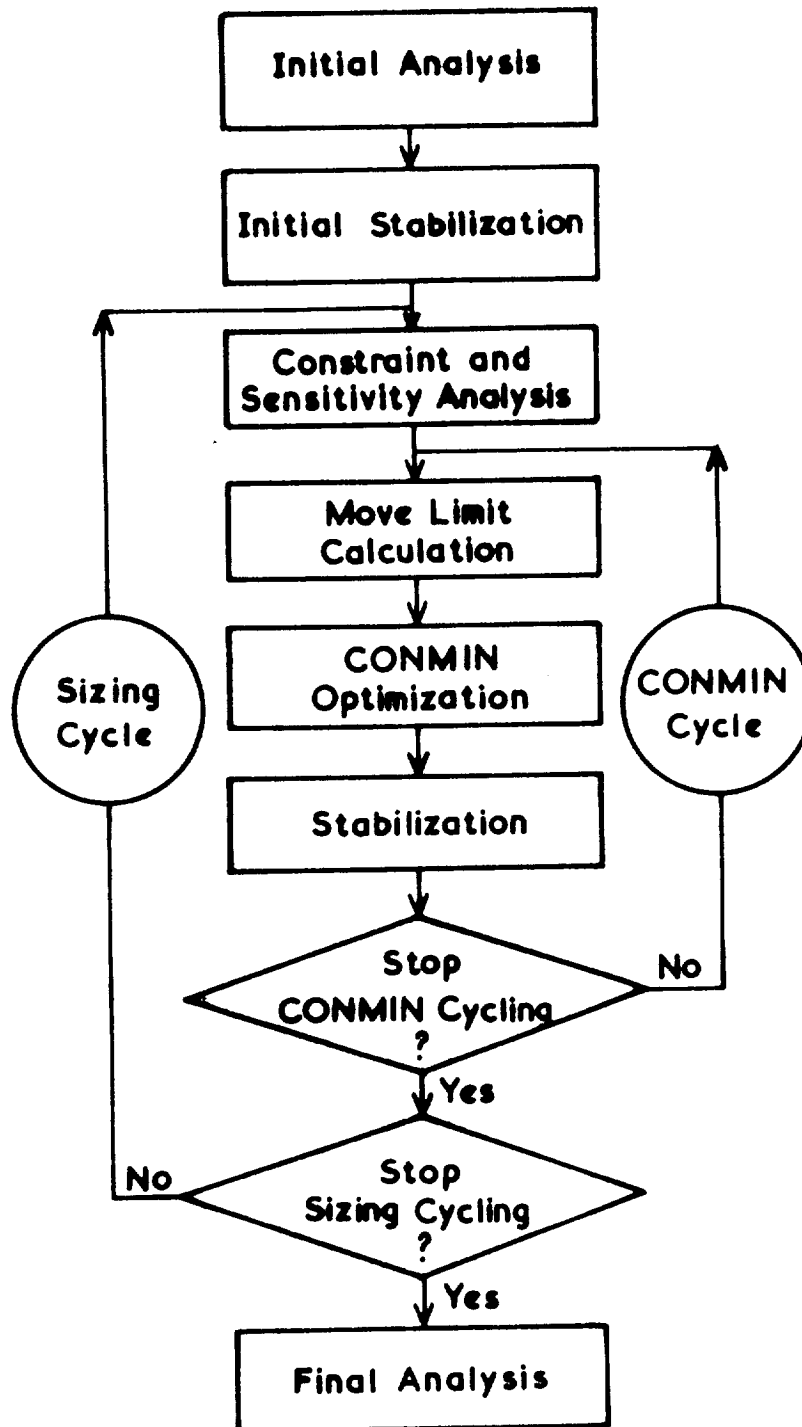 Initial Analysis
Initial Stabilization
Constraint and
Sensitivity Analysis
Move Limit
Calculation
CONMIN
Optimization
Sizing
Cycle
CONMIN
Cycle
Stabilization
Stop
CONMIN Cycling
?
No
Yes
Stop
Sizing Cycling
?
No
Yes
Final Analysis